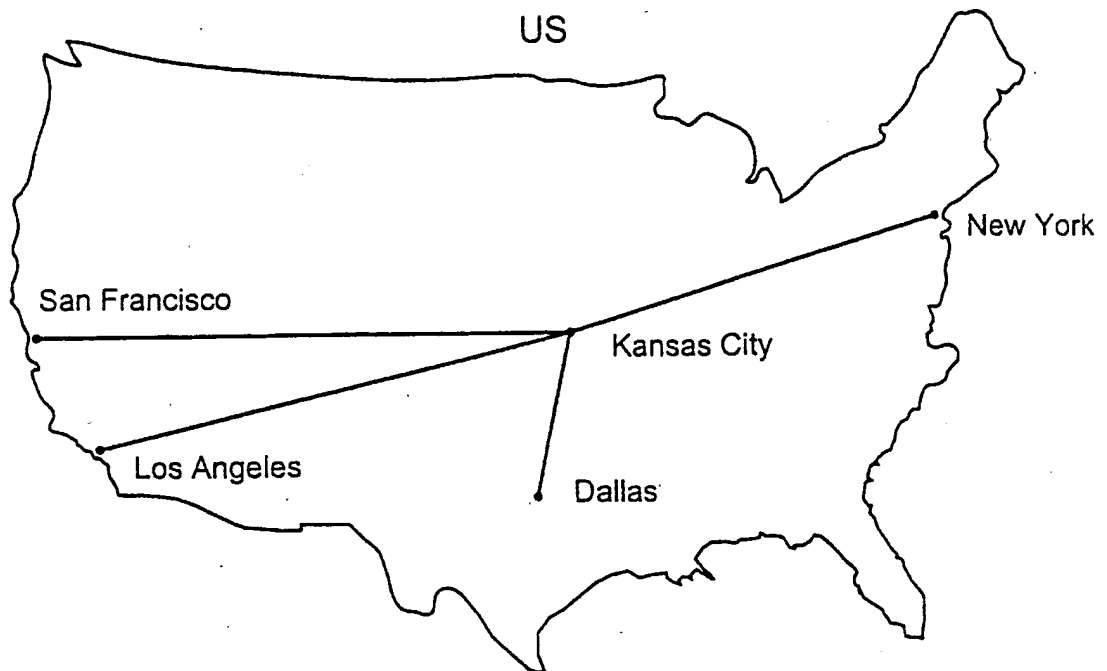 US
New York
San Francisco
Kansas City
Los Angeles
Dallas